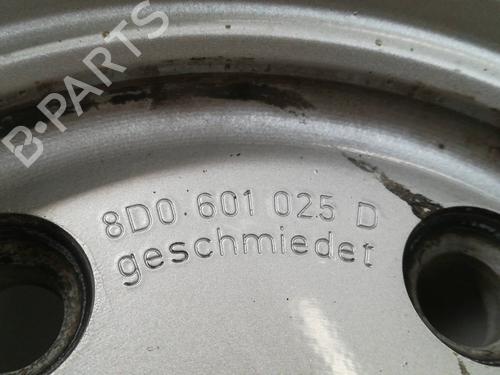 B-PARTS
8D0.601 025 D
geschmiedet